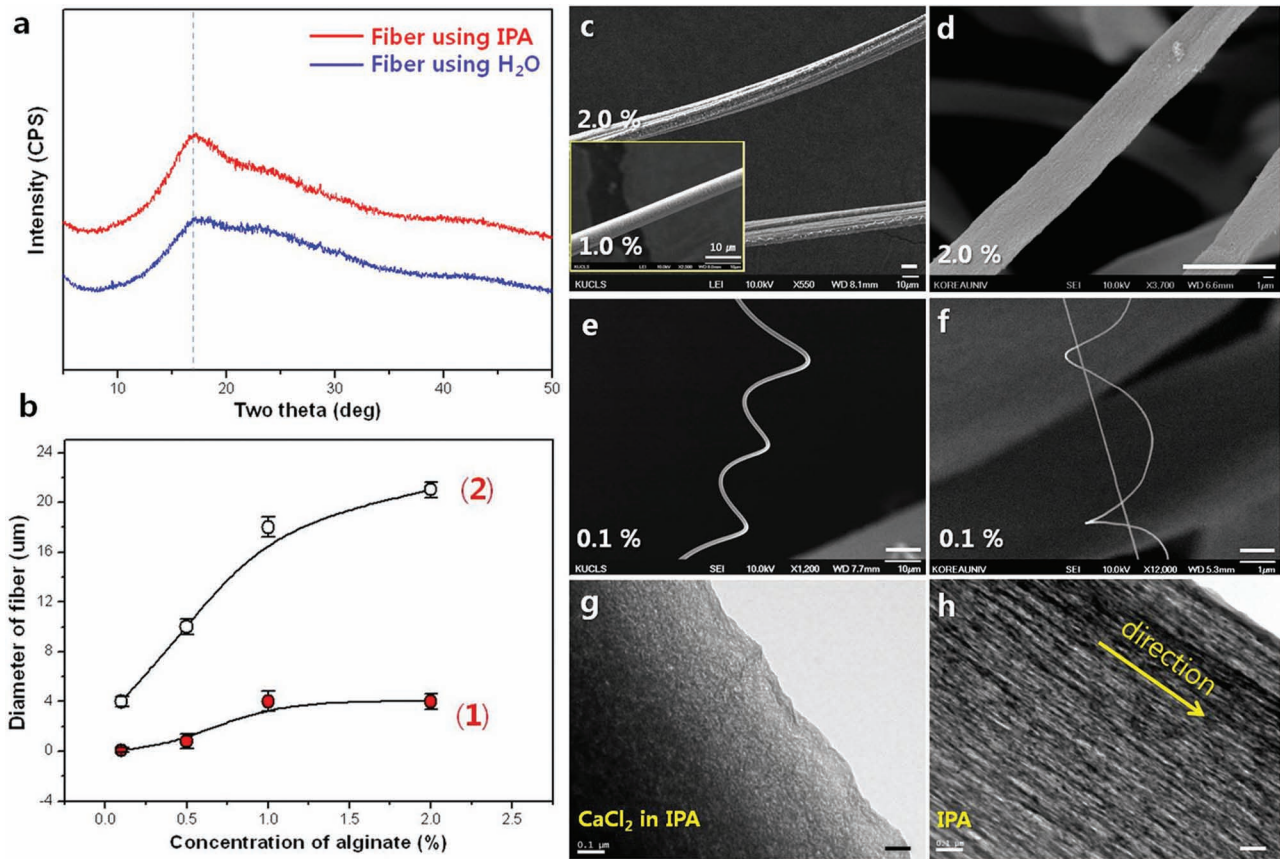 a
Fiber using IPA
Fiber using H₂O
Intensity (CPS)
10 20 30 40 50
Two theta (deg)
b
24
20
16
12
8
4
0
-4
(2)
(1)
Diameter of fiber (um)
0.0 0.5 1.0 1.5 2.0 2.5
Concentration of alginate (%)
c
2.0 %
1.0 %
10 μm
KUCLS LEI 10.0kV X550 WD 8.1mm 10μm
d
2.0 %
KOREAUNIV SEI 10.0kV X3,700 WD 6.6mm 1μm
e
0.1 %
KUCLS SEI 10.0kV X1,200 WD 7.7mm 10μm
f
0.1 %
KOREAUNIV SEI 10.0kV X12,000 WD 5.3mm 1μm
g
CaCl₂ in IPA
0.1 μm
h
direction
IPA
0.1 μm